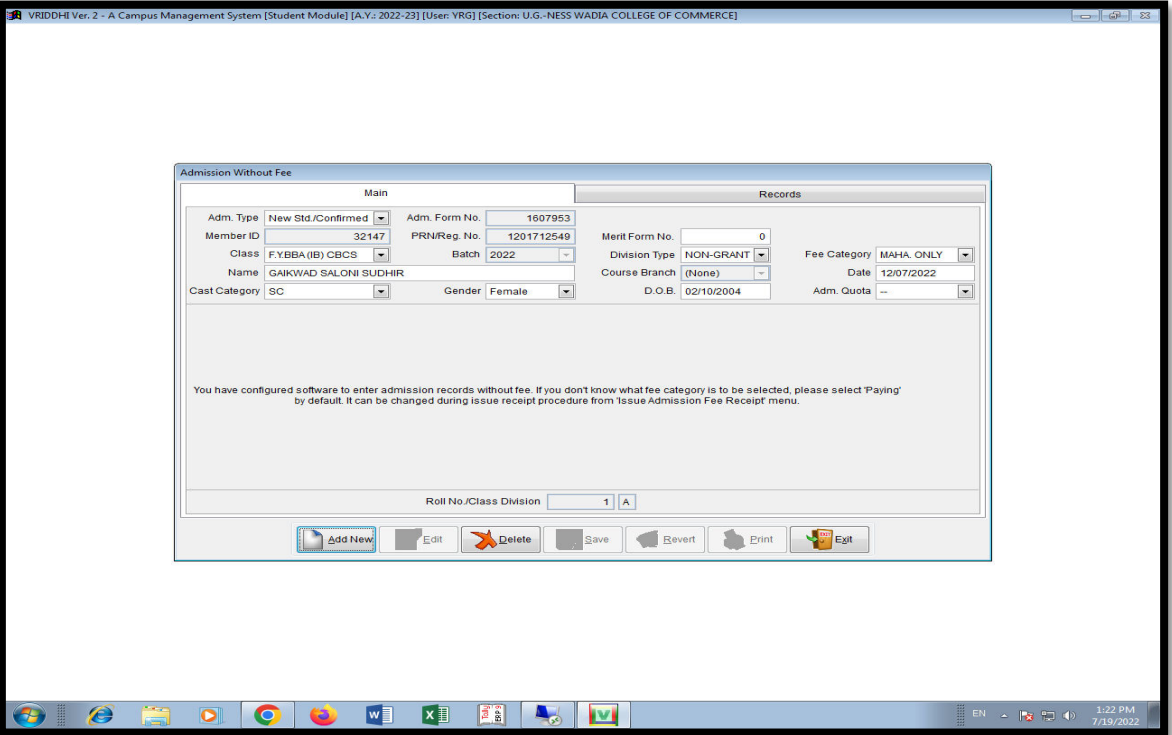 VRIDDHI Ver. 2 - A Campus Management System [Student Module] [A.Y.: 2022-23] [User: YRG] [Section: U.G.-NESS WADIA COLLEGE OF COMMERCE]
Admission Without Fee
Main Records
Adm. Type New Std./Confirmed Adm. Form No. 1607953
Member ID 32147 PRN/Reg. No. 1201712549 Merit Form No. 0
Class F.Y.BBA (IB) CBCS Batch 2022 Division Type NON-GRANT Fee Category MAHA. ONLY
Name GAIKWAD SALONI SUDHIR Course Branch (None) Date 12/07/2022
Cast Category SC Gender Female D.O.B. 02/10/2004 Adm. Quota --
You have configured software to enter admission records without fee. If you don't know what fee category is to be selected, please select 'Paying'
by default. It can be changed during issue receipt procedure from 'Issue Admission Fee Receipt' menu.
Roll No./Class Division 1 A
Add New Edit Delete Save Revert Print EXIT Exit
Tally ERP 9 EN 1:22 PM
7/19/2022